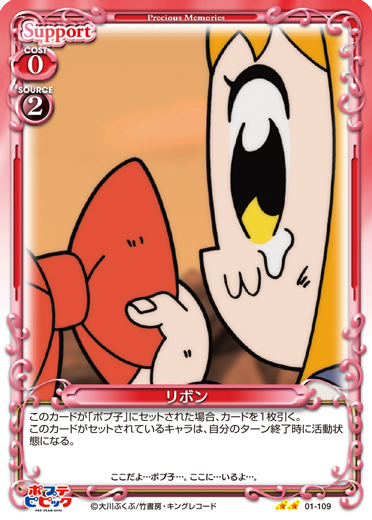 Precious Memories
Support
COST
0
SOURCE
2
リボン
このカードが「ポプ子」にセットされた場合、カードを1枚引く。
このカードがセットされているキャラは、自分のターン終了時に活動状
態になる。
ここだよ…ポプ子…。ここに…いるよ…。
ポプテ
ピピック
POP TEAM EPIC
©大川ぶくぶ/竹書房・キングレコード
01-109